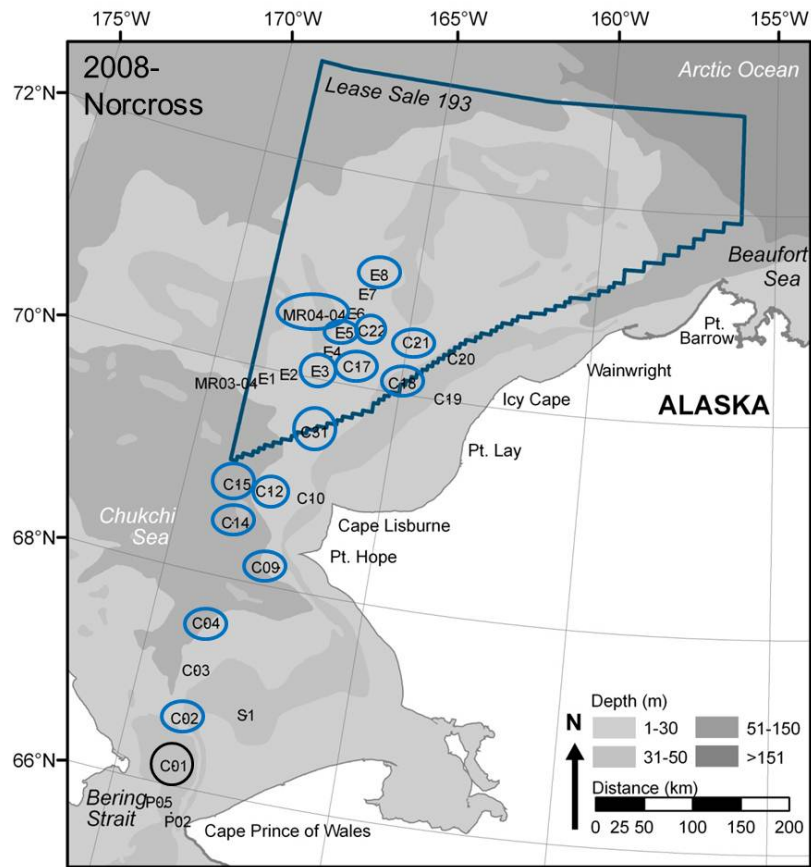 175°W 170°W 165°W 160°W 155°W
2008-
Norcross
Arctic Ocean
72°N
Lease Sale 193
Beaufort
Sea
E8
E7
70°N
MR04-04
E6
E5
C22
Pt.
Barrow
C21
E4
C20
C17
Wainwright
MR03-04
E1
E2
E3
C18
C19
Icy Cape
ALASKA
C31
Pt. Lay
C15
C12
C10
Chukchi
Sea
C14
Cape Lisburne
68°N
Pt. Hope
C09
C04
C03
C02
S1
66°N
C01
Bering
Strait
P05
P02
Cape Prince of Wales
N
Depth (m)
1-30
51-150
31-50
>151
Distance (km)
0 25 50 100 150 200